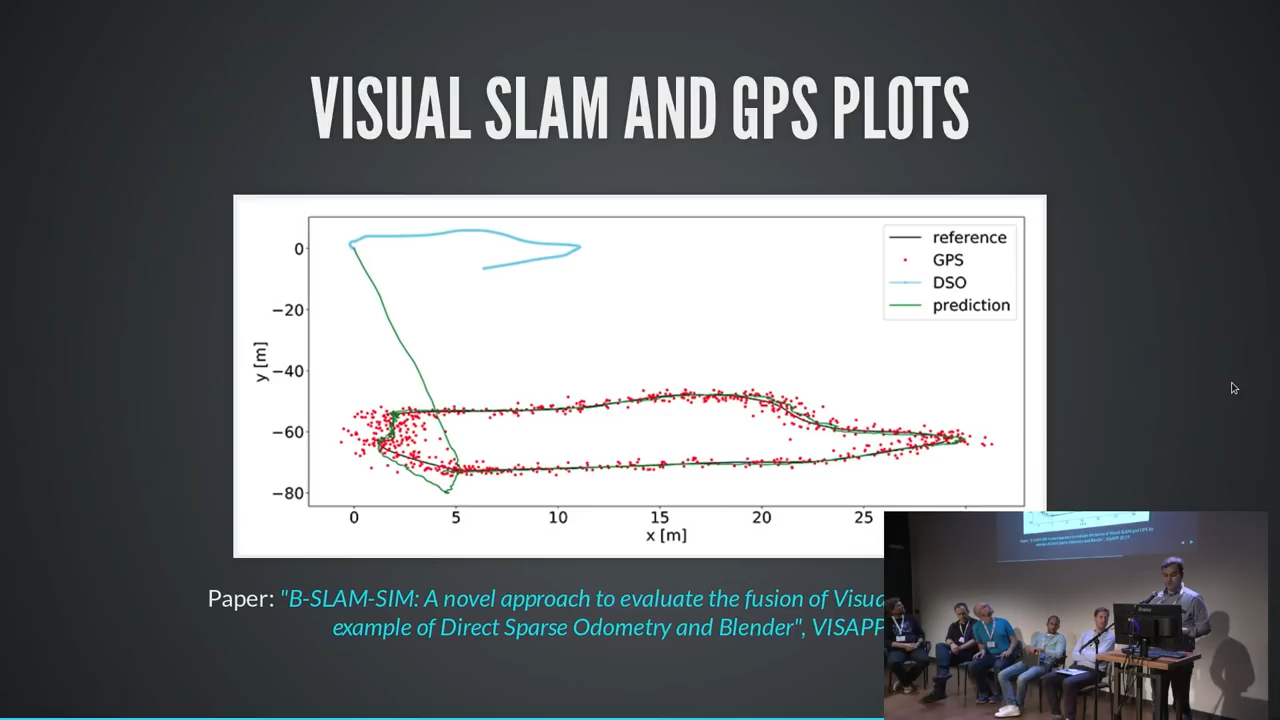 VISUAL SLAM AND GPS PLOTS
reference
GPS
DSO
prediction
0
−20
−40
−60
−80
y [m]
0 5 10 15 20 25
x [m]
Paper: "B-SLAM-SIM: A novel approach to evaluate the fusion of
example of Direct Sparse Odometry and Blender", VISAPP